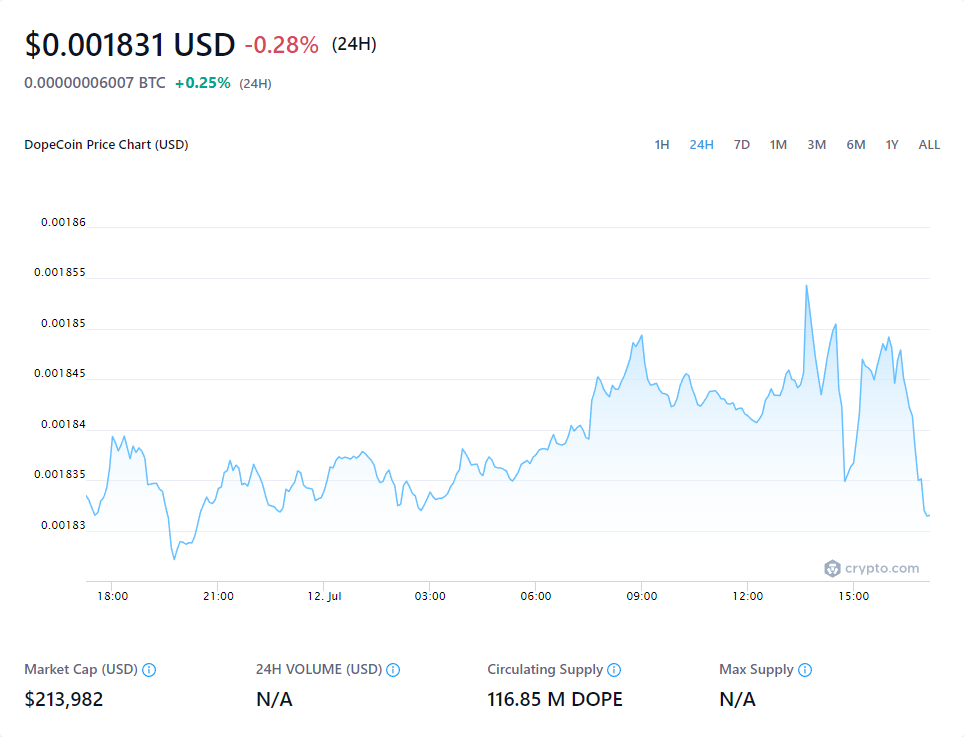 $0.001831 USD -0.28% (24H)
0.00000006007 BTC +0.25% (24H)
DopeCoin Price Chart (USD) 1H 24H 7D 1M 3M 6M 1Y ALL
0.00186
0.001855
0.00185
0.001845
0.00184
0.001835
0.00183
crypto.com
18:00 21:00 12. Jul 03:00 06:00 09:00 12:00 15:00
Market Cap (USD) 24H VOLUME (USD) Circulating Supply Max Supply
$213,982 N/A 116.85 M DOPE N/A